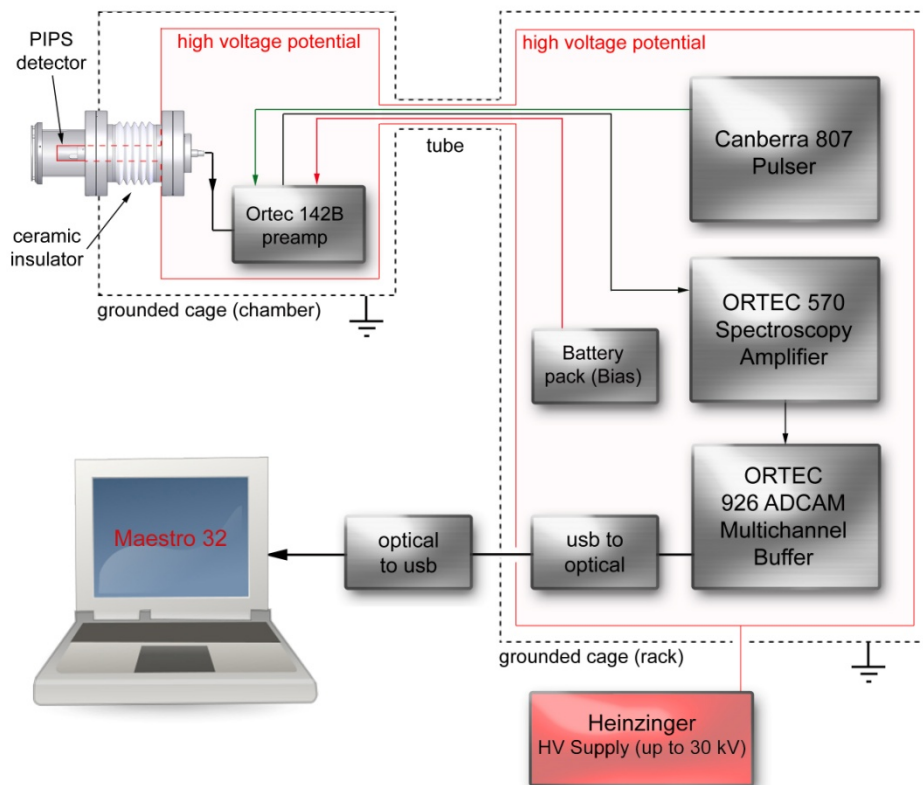 PIPS
detector
high voltage potential
high voltage potential
Canberra 807
Pulser
tube
Ortec 142B
preamp
ceramic
insulator
grounded cage (chamber)
ORTEC 570
Spectroscopy
Amplifier
Battery
pack (Bias)
ORTEC
926 ADCAM
Multichannel
Buffer
Maestro 32
optical
to usb
usb to
optical
grounded cage (rack)
Heinzinger
HV Supply (up to 30 kV)